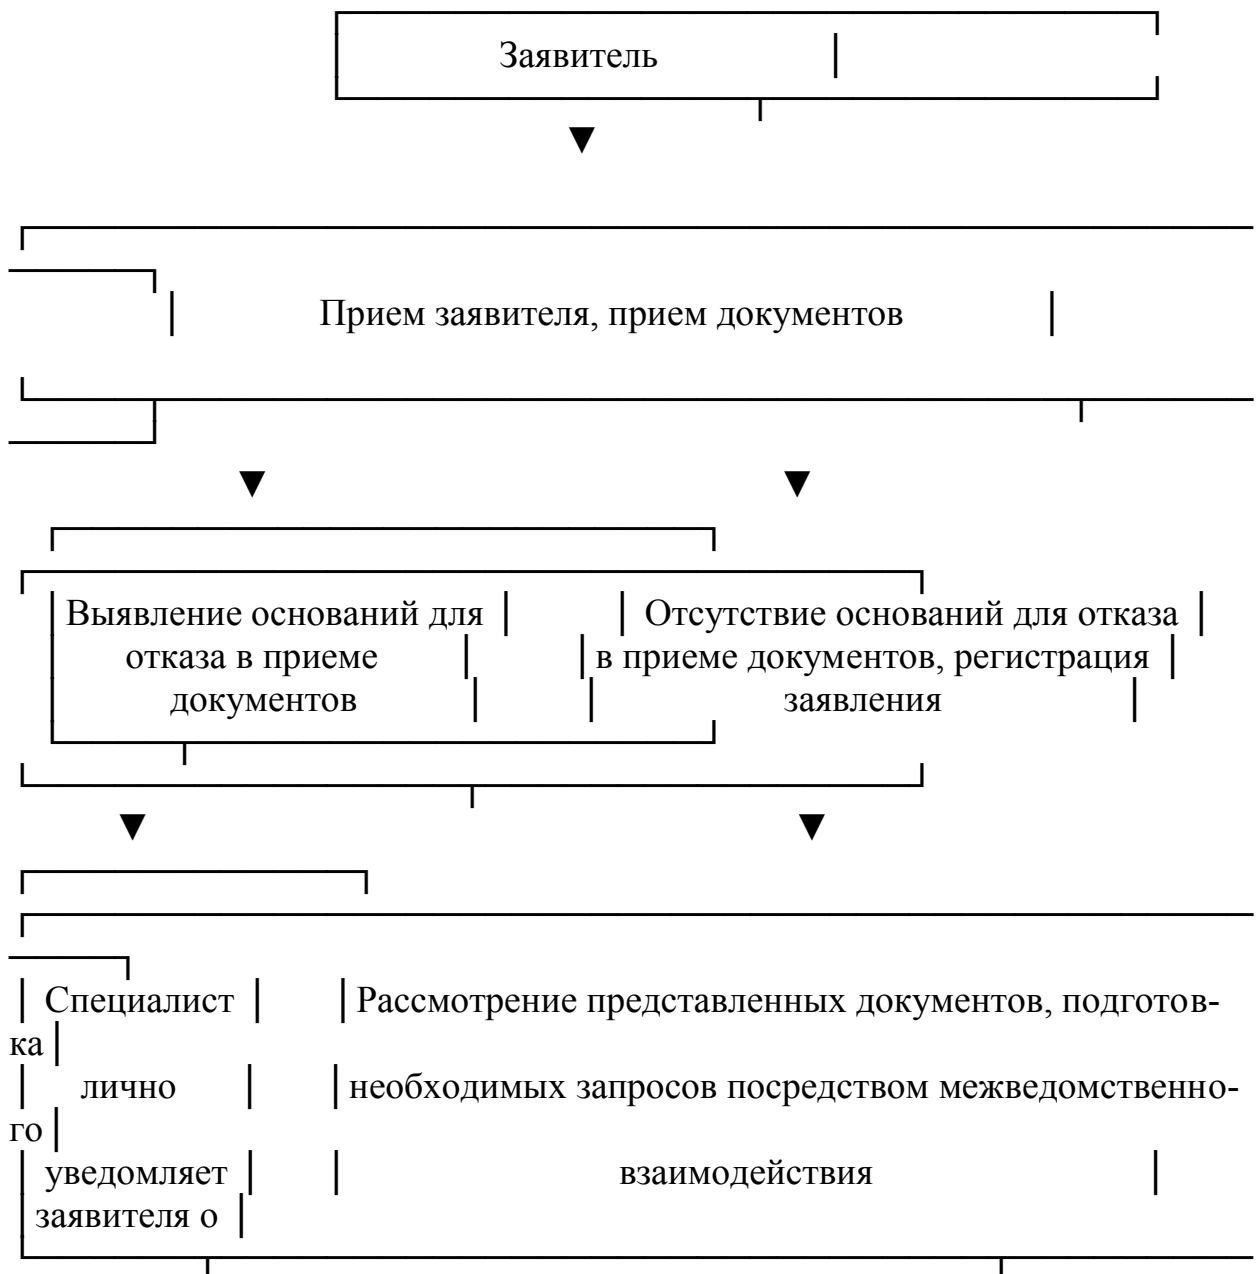 Заявитель
Прием заявителя, прием документов
Выявление оснований для Отсутствие оснований для отказа
отказа в приеме в приеме документов, регистрация
документов заявления
Специалист Рассмотрение представленных документов, подготов-
ка
лично необходимых запросов посредством межведомственно-
го
уведомляет взаимодействия
заявителя о